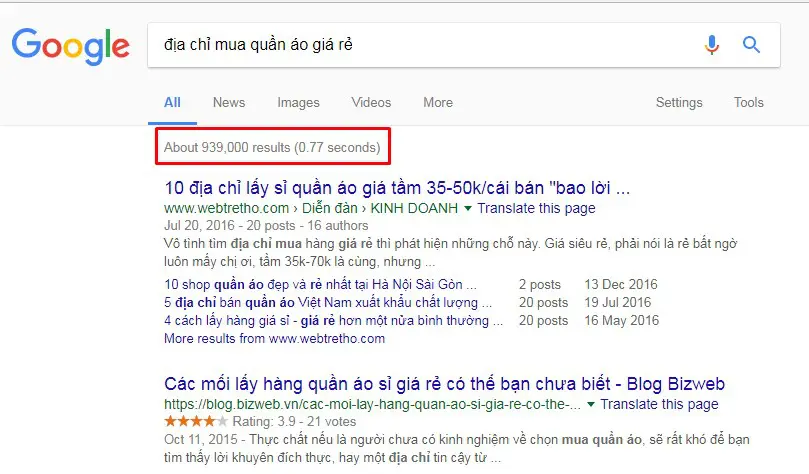 Google
địa chỉ mua quần áo giá rẻ
All News Images Videos More Settings Tools
About 939,000 results (0.77 seconds)
10 địa chỉ lấy sỉ quần áo giá tầm 35-50k/cái bán "bao lời ...
www.webtretho.com › Diễn đàn › KINH DOANH ▼ Translate this page
Jul 20, 2016 - 20 posts - 16 authors
Vô tình tìm địa chỉ mua hàng giá rẻ thì phát hiện những chỗ này. Giá siêu rẻ, phải nói là rẻ bất ngờ
luôn mấy chị ơi, tầm 35k-70k là cùng, nhưng ...
10 shop quần áo đẹp và rẻ nhất tại Hà Nội Sài Gòn ... 2 posts 13 Dec 2016
5 địa chỉ bán quần áo Việt Nam xuất khẩu chất lượng ... 20 posts 19 Jul 2016
4 cách lấy hàng giá sỉ - giá rẻ hơn một nửa bình thường ... 20 posts 16 May 2016
More results from www.webtretho.com
Các mối lấy hàng quần áo sỉ giá rẻ có thể bạn chưa biết - Blog Bizweb
https://blog.bizweb.vn/cac-moi-lay-hang-quan-ao-si-gia-re-co-the-... ▼ Translate this page
★★★★★ Rating: 3.9 - 21 votes
Oct 11, 2015 - Thực chất nếu là người chưa có kinh nghiệm về chọn mua quần áo, sẽ rất khó để bạn
tìm thấy lời khuyên đích thực, hay một địa chỉ tin cậy từ ...